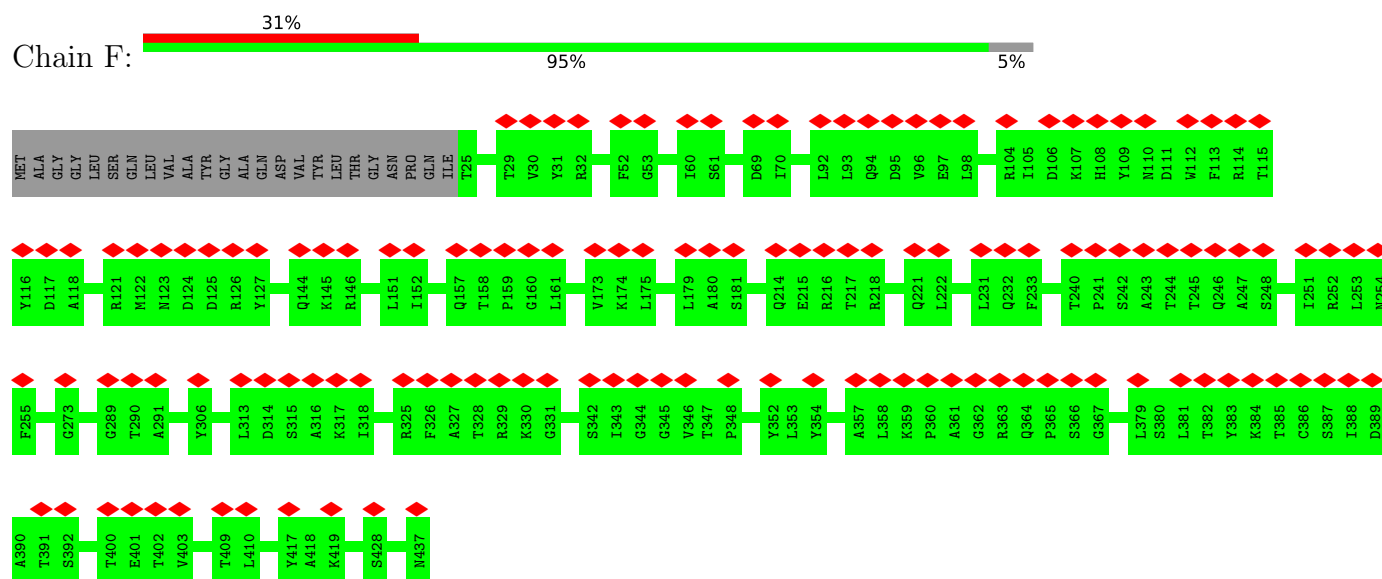 31%
Chain F:
95% 5%
MET ALA GLY GLY LEU SER GLN LEU VAL ALA TYR GLY ALA GLN ASP VAL TYR LEU THR GLY ASN PRO GLN ILE T25 T29 V30 Y31 R32 F52 G53 I60 S61 D69 I70 L92 L93 Q94 D95 V96 E97 L98 R104 I105 D106 K107 H108 Y109 N110 D111 W112 F113 R114 T115
Y116 D117 A118 R121 M122 N123 D124 D125 R126 Y127 Q144 K145 R146 L151 I152 Q157 T158 P159 G160 L161 V173 K174 L175 L179 A180 S181 Q214 E215 R216 T217 R218 Q221 L222 L231 Q232 F233 T240 P241 S242 A243 T244 T245 Q246 A247 S248 I251 R252 L253 N254
F255 G273 G289 T290 A291 Y306 L313 D314 S315 A316 K317 I318 R325 F326 A327 T328 R329 K330 G331 S342 I343 G344 G345 V346 T347 P348 Y352 L353 Y354 A357 L358 K359 P360 A361 G362 R363 Q364 P365 S366 G367 L379 S380 L381 T382 Y383 K384 T385 C386 S387 I388 D389
A390 T391 S392 T400 E401 T402 V403 T409 L410 Y417 A418 K419 S428 N437